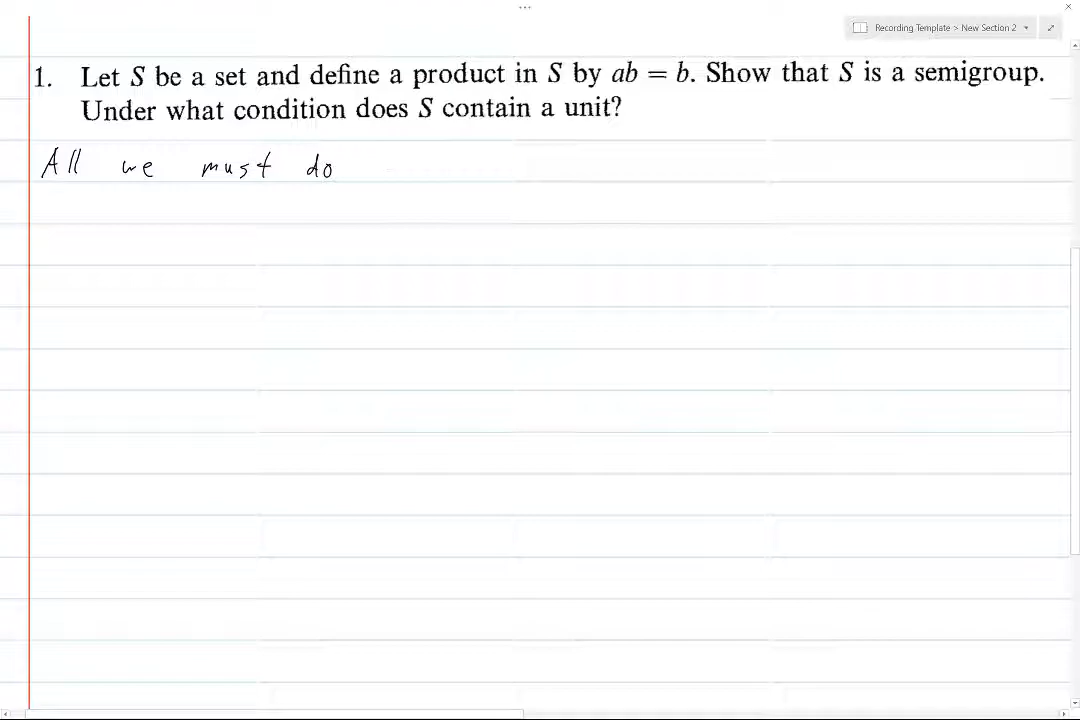 Recording Template > New Section 2
1. Let S be a set and define a product in S by ab = b. Show that S is a semigroup.
Under what condition does S contain a unit?
All we must do